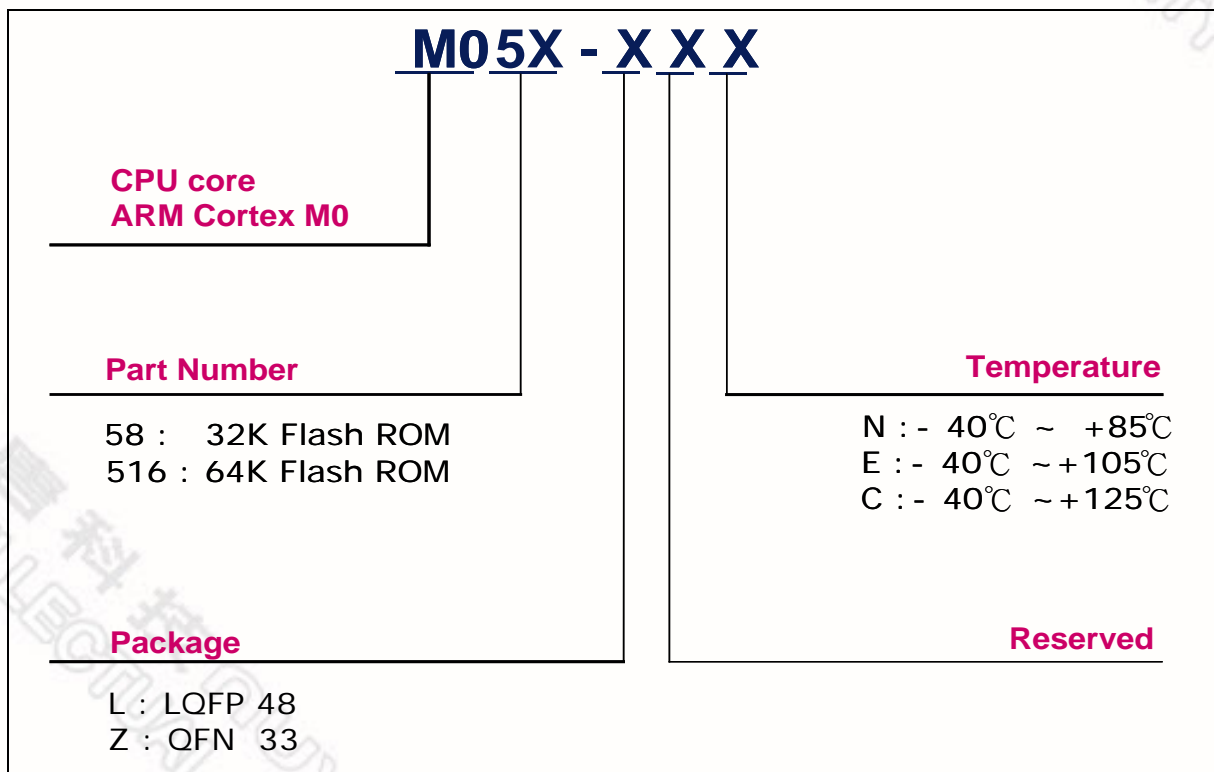 M05X - X X X
CPU core
ARM Cortex M0
Part Number
58 : 32K Flash ROM
516 : 64K Flash ROM
Temperature
N : - 40℃ ~ +85℃
E : - 40℃ ~ +105℃
C : - 40℃ ~ +125℃
Package
L : LQFP 48
Z : QFN 33
Reserved